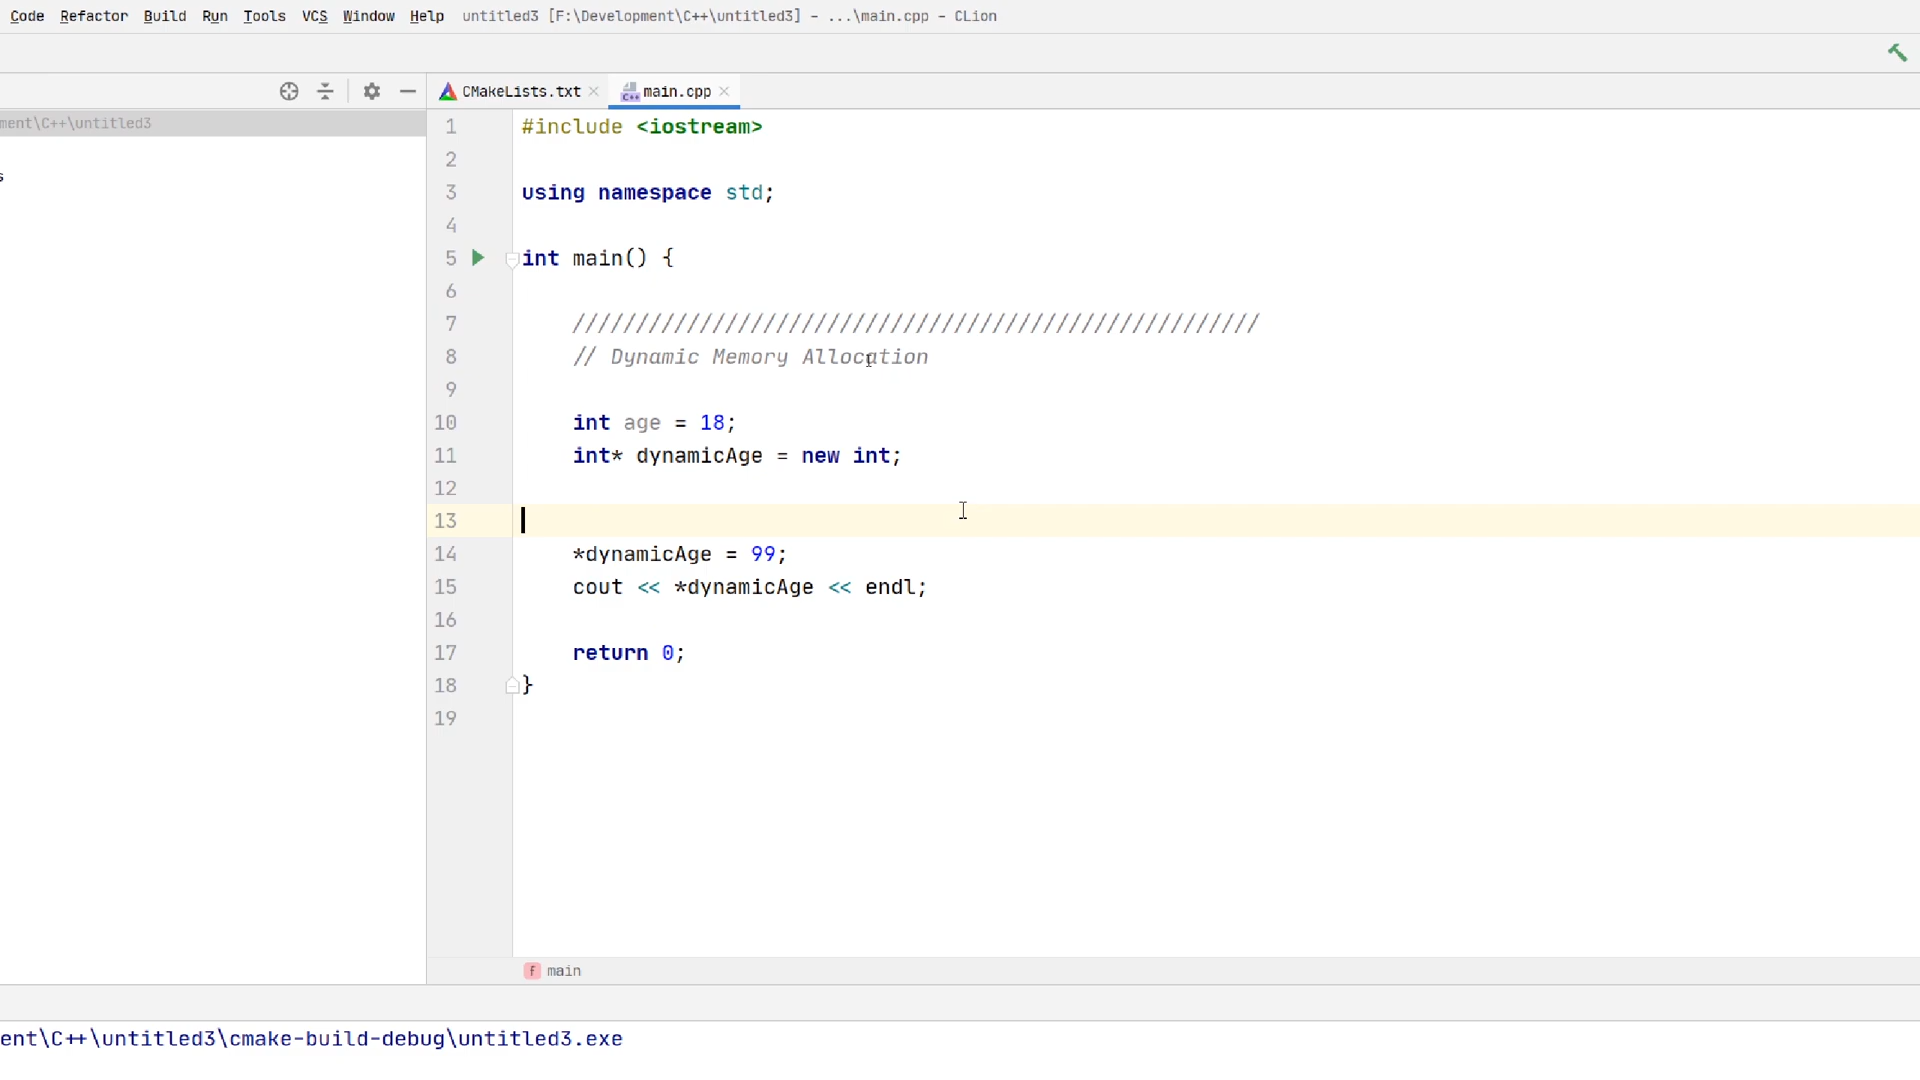 Code Refactor Build Run Tools VCS Window Help untitled3 [F:\Development\C++\untitled3] - ...\main.cpp - CLion
CMakeLists.txt main.cpp
ment\C++\untitled3
s
1 #include <iostream>
2
3 using namespace std;
4
5 int main() {
6
7 //////////////////////////////////////////////////////
8 // Dynamic Memory Allocation
9
10 int age = 18;
11 int* dynamicAge = new int;
12
13
14 *dynamicAge = 99;
15 cout << *dynamicAge << endl;
16
17 return 0;
18 }
19
f main
ent\C++\untitled3\cmake-build-debug\untitled3.exe